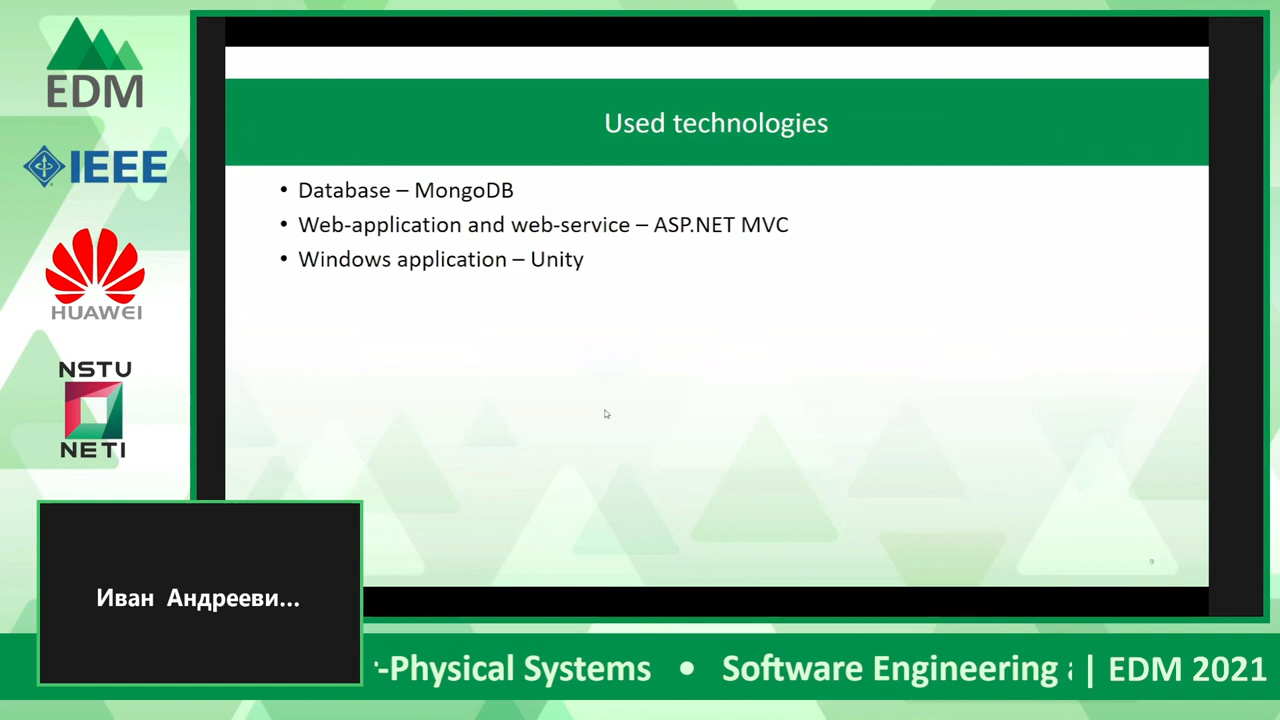 EDM
IEEE
HUAWEI
NSTU
NETI
Used technologies
• Database – MongoDB
• Web-application and web-service – ASP.NET MVC
• Windows application – Unity
9
Иван Андрееви...
-Physical Systems • Software Engineering | EDM 2021